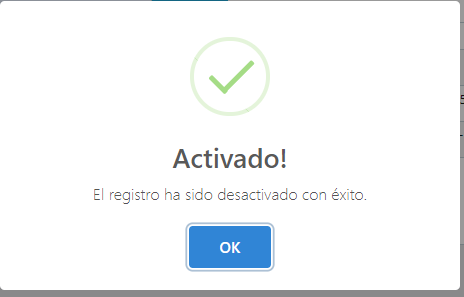 Activado!
El registro ha sido desactivado con éxito.
OK